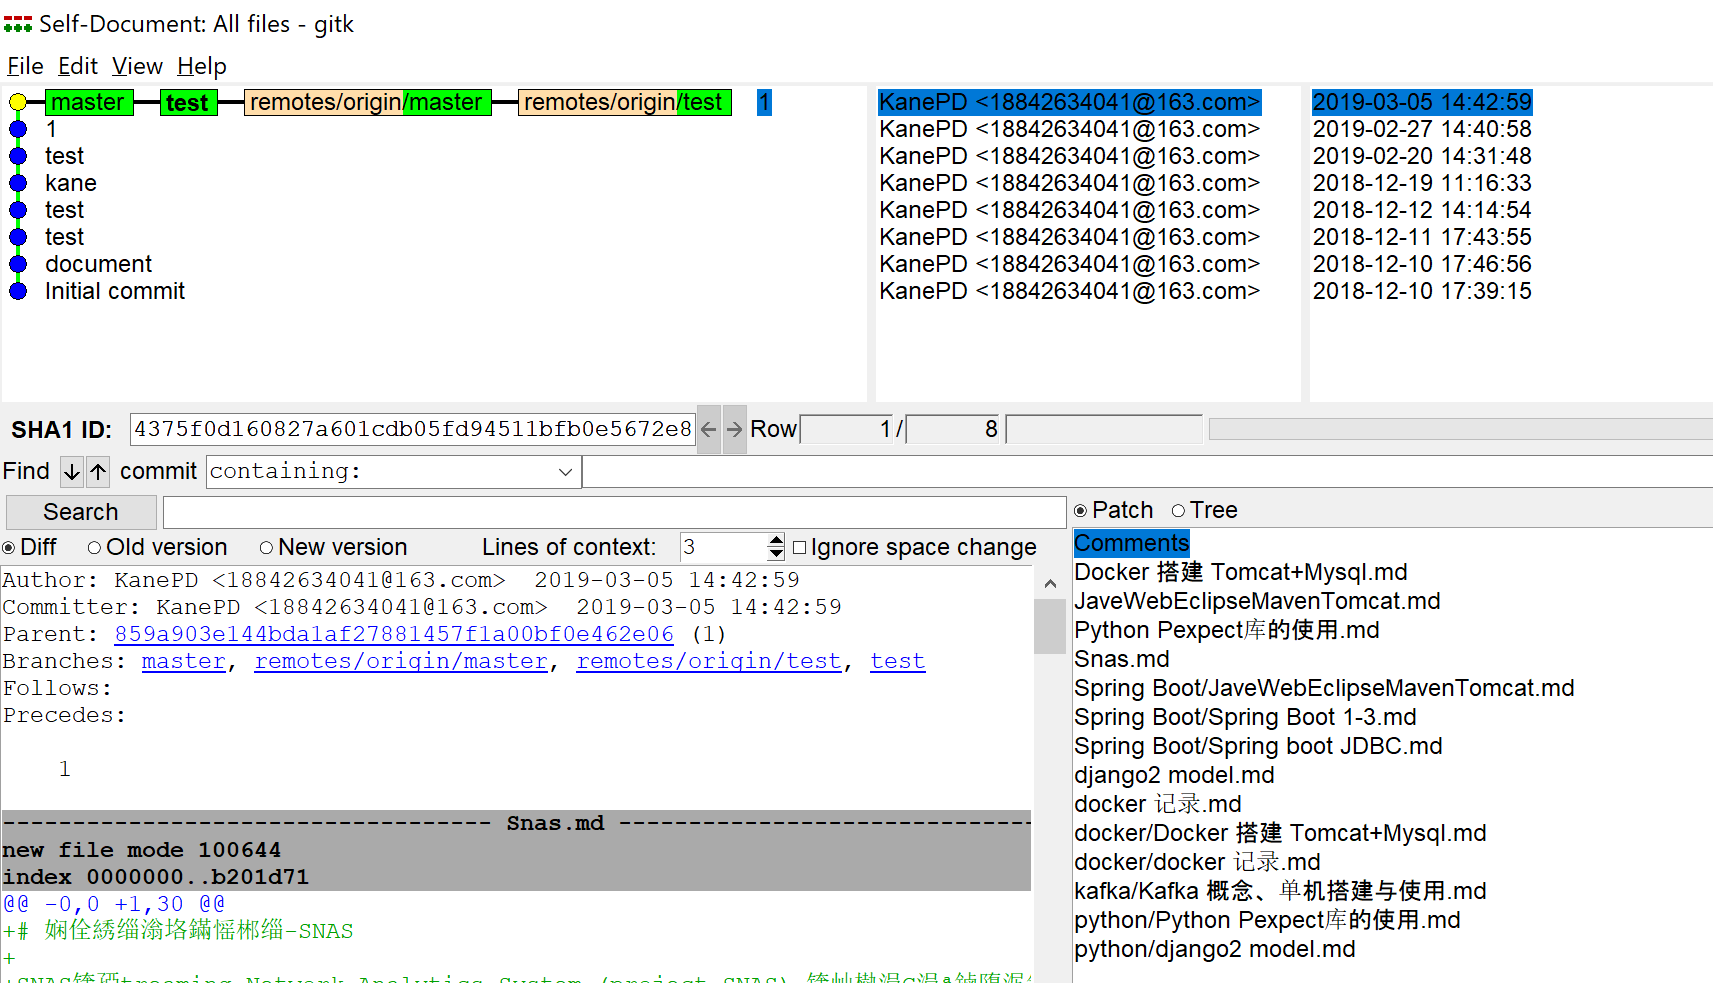 Self-Document: All files - gitk
File Edit View Help
master test remotes/origin/master remotes/origin/test 1 KanePD <18842634041@163.com> 2019-03-05 14:42:59
1 KanePD <18842634041@163.com> 2019-02-27 14:40:58
test KanePD <18842634041@163.com> 2019-02-20 14:31:48
kane KanePD <18842634041@163.com> 2018-12-19 11:16:33
test KanePD <18842634041@163.com> 2018-12-12 14:14:54
test KanePD <18842634041@163.com> 2018-12-11 17:43:55
document KanePD <18842634041@163.com> 2018-12-10 17:46:56
Initial commit KanePD <18842634041@163.com> 2018-12-10 17:39:15
SHA1 ID: 4375f0d160827a601cdb05fd94511bfb0e5672e8 ← → Row 1 / 8
Find ↓ ↑ commit containing:
Search
Diff Old version New version Lines of context: 3 Ignore space change
Author: KanePD <18842634041@163.com> 2019-03-05 14:42:59
Committer: KanePD <18842634041@163.com> 2019-03-05 14:42:59
Parent: 859a903e144bda1af27881457f1a00bf0e462e06 (1)
Branches: master, remotes/origin/master, remotes/origin/test, test
Follows:
Precedes:
1
----------------------------------- Snas.md ------------------------------
new file mode 100644
index 0000000..b201d71
@@ -0,0 +1,30 @@
+# 娴佺綉缁滃垎鏋愮郴缁-SNAS
+
Network Analytics System (project SNAS)
Patch Tree
Comments
Docker 搭建 Tomcat+Mysql.md
JaveWebEclipseMavenTomcat.md
Python Pexpect库的使用.md
Snas.md
Spring Boot/JaveWebEclipseMavenTomcat.md
Spring Boot/Spring Boot 1-3.md
Spring Boot/Spring boot JDBC.md
django2 model.md
docker 记录.md
docker/Docker 搭建 Tomcat+Mysql.md
docker/docker 记录.md
kafka/Kafka 概念、单机搭建与使用.md
python/Python Pexpect库的使用.md
python/django2 model.md